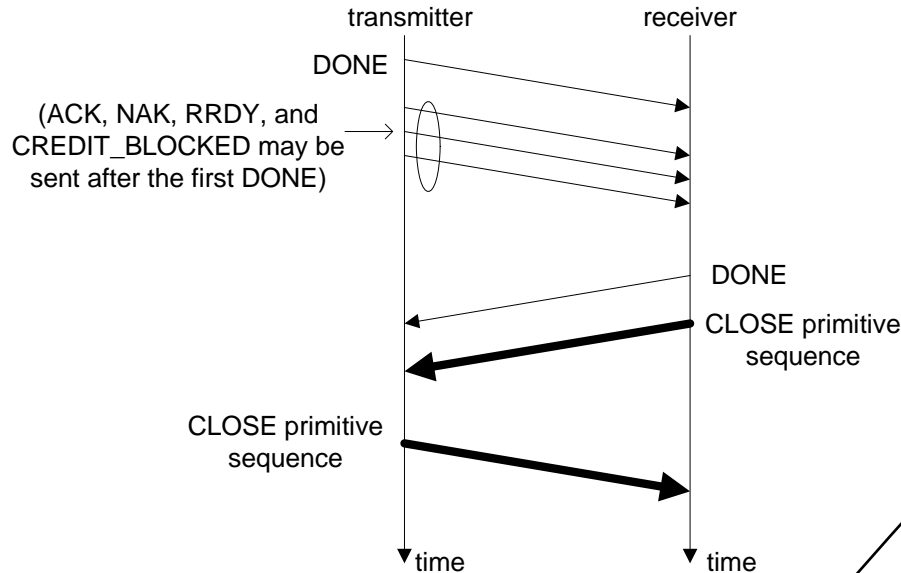 transmitter
receiver
DONE
(ACK, NAK, RRDY, and
CREDIT_BLOCKED may be
sent after the first DONE)
DONE
CLOSE primitive
sequence
CLOSE primitive
sequence
time
time